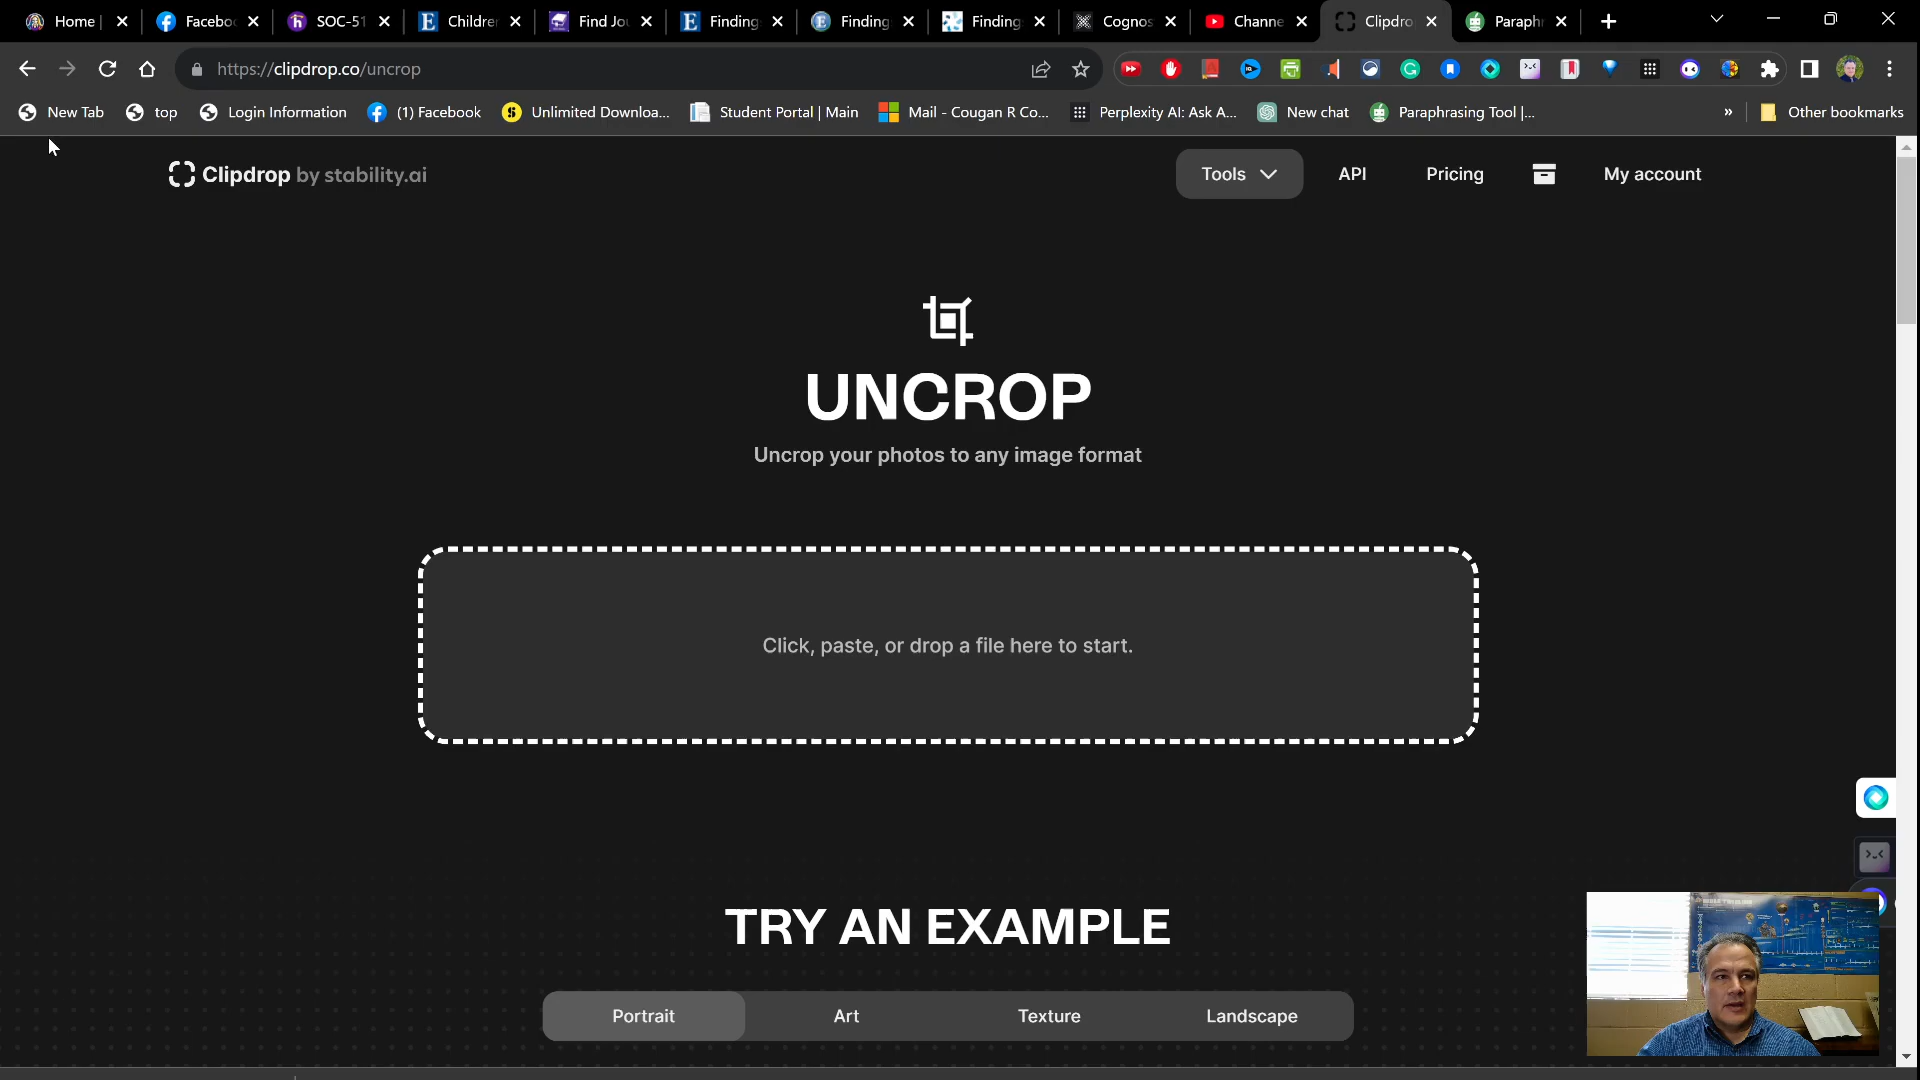 Home
Faceboo
SOC-51
Childre
Find Jo
Finding
Finding
Finding
Cognos
Channe
Clipdro
Paraph
https://clipdrop.co/uncrop
New Tab
top
Login Information
(1) Facebook
Unlimited Downloa...
Student Portal | Main
Mail - Cougan R Co...
Perplexity AI: Ask A...
New chat
Paraphrasing Tool |...
»
Other bookmarks
Clipdrop by stability.ai
Tools
API
Pricing
My account
UNCROP
Uncrop your photos to any image format
Click, paste, or drop a file here to start.
TRY AN EXAMPLE
Portrait
Art
Texture
Landscape